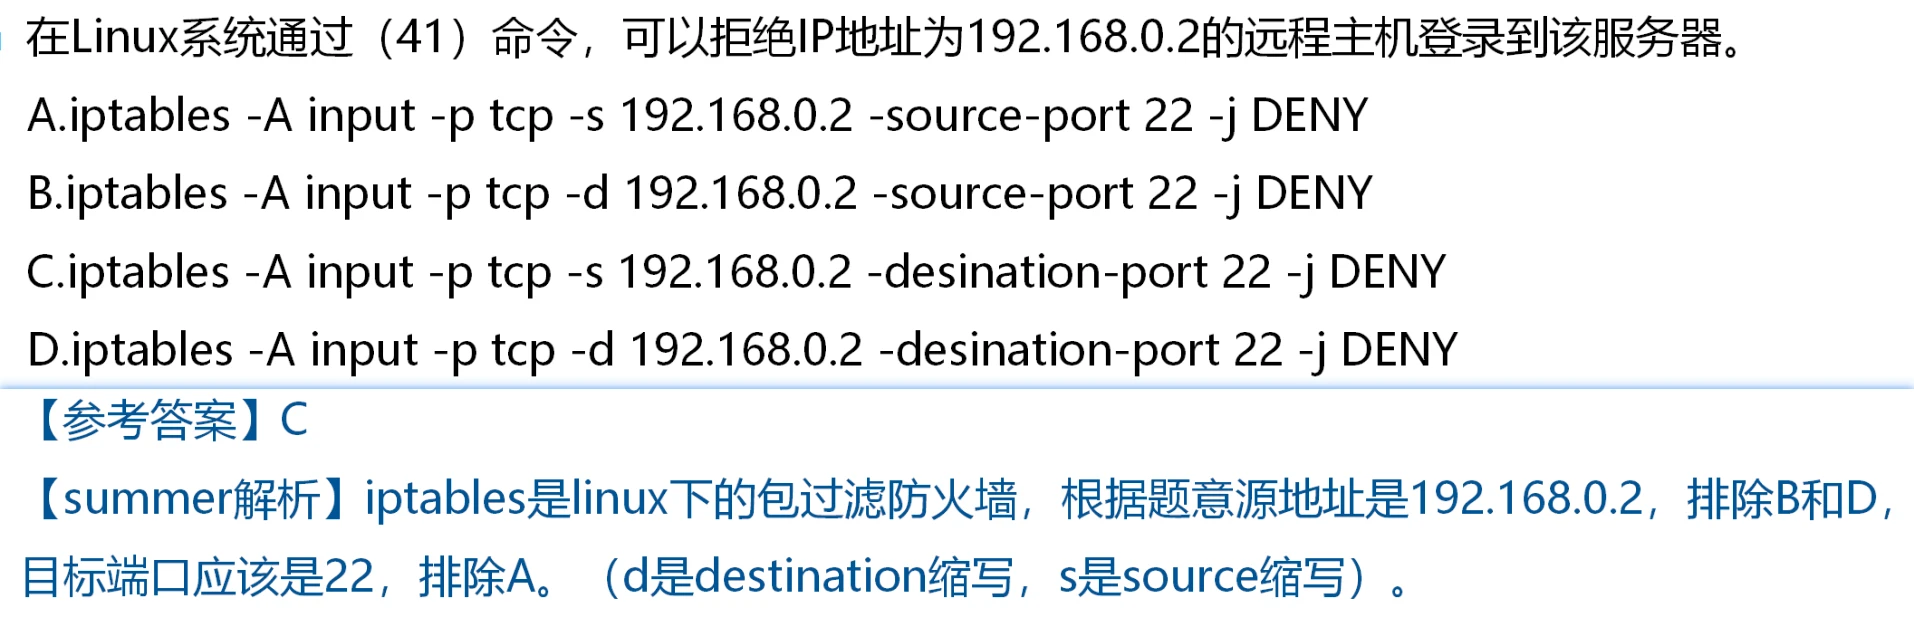 在Linux系统通过（41）命令，可以拒绝IP地址为192.168.0.2的远程主机登录到该服务器。
A.iptables -A input -p tcp -s 192.168.0.2 -source-port 22 -j DENY
B.iptables -A input -p tcp -d 192.168.0.2 -source-port 22 -j DENY
C.iptables -A input -p tcp -s 192.168.0.2 -desination-port 22 -j DENY
D.iptables -A input -p tcp -d 192.168.0.2 -desination-port 22 -j DENY
【参考答案】C
【summer解析】iptables是linux下的包过滤防火墙，根据题意源地址是192.168.0.2，排除B和D，
目标端口应该是22，排除A。（d是destination缩写，s是source缩写）。